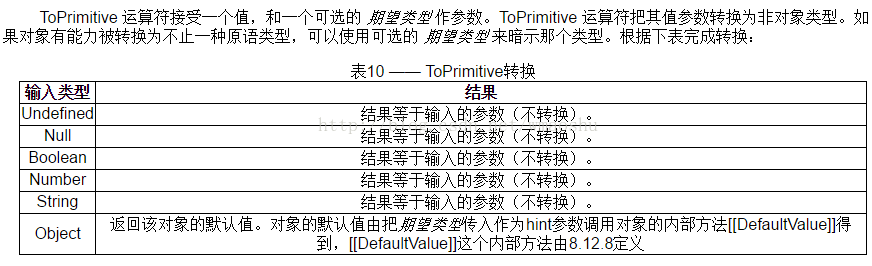 ToPrimitive 运算符接受一个值，和一个可选的 期望类型 作参数。ToPrimitive 运算符把其值参数转换为非对象类型。如
果对象有能力被转换为不止一种原语类型，可以使用可选的 期望类型 来暗示那个类型。根据下表完成转换：
表10 —— ToPrimitive转换
输入类型 结果
Undefined 结果等于输入的参数（不转换）。
Null 结果等于输入的参数（不转换）。
Boolean 结果等于输入的参数（不转换）。
Number 结果等于输入的参数（不转换）。
String 结果等于输入的参数（不转换）。
Object 返回该对象的默认值。对象的默认值由把期望类型传入作为hint参数调用对象的内部方法[[DefaultValue]]得
到，[[DefaultValue]]这个内部方法由8.12.8定义